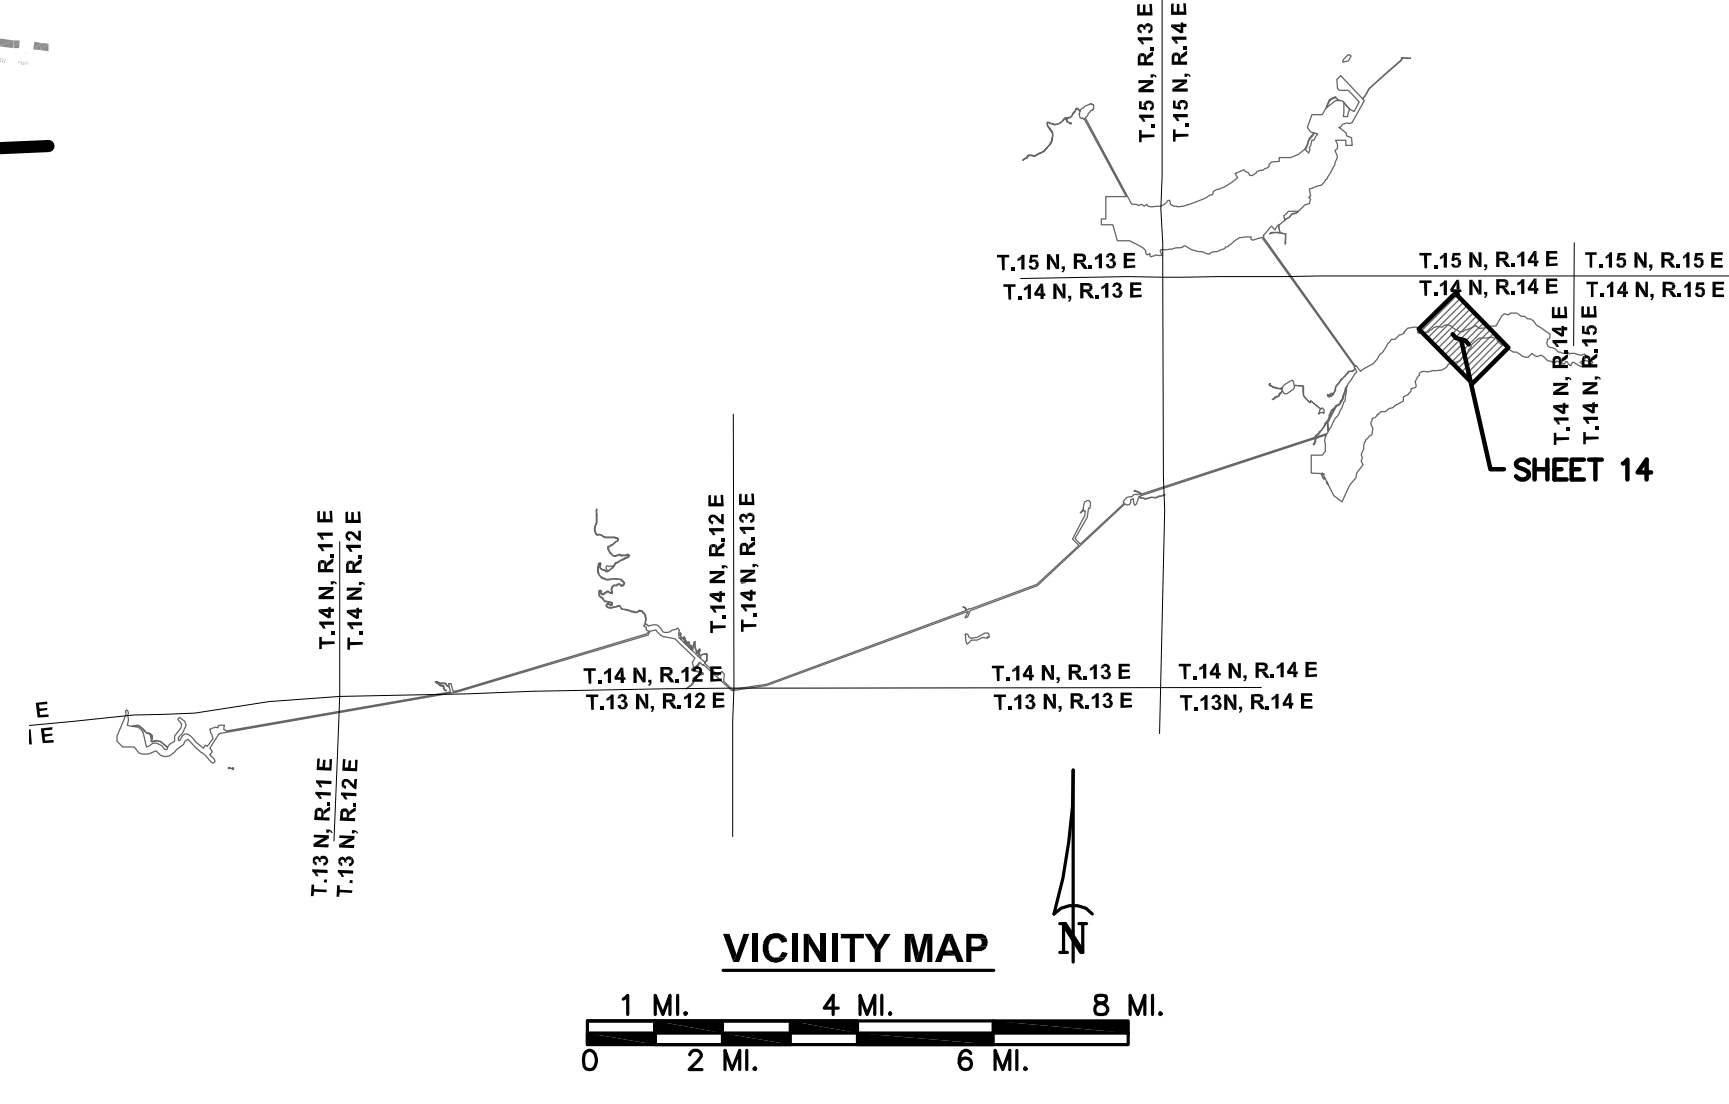 T.15 N, R.13 E
T.15 N, R.14 E
T.15 N, R.13 E
T.14 N, R.13 E
T.15 N, R.14 E
T.14 N, R.14 E
T.15 N, R.15 E
T.14 N, R.15 E
T.14 N, R.14 E
T.14 N, R.15 E
SHEET 14
T.14 N, R.11 E
T.14 N, R.12 E
T.14 N, R.12 E
T.14 N, R.13 E
T.14 N, R.12 E
T.13 N, R.12 E
T.14 N, R.13 E
T.13 N, R.13 E
T.14 N, R.14 E
T.13N, R.14 E
E
E
T.13 N, R.11 E
T.13 N, R.12 E
N
VICINITY MAP
1 MI. 4 MI. 8 MI.
0 2 MI. 6 MI.